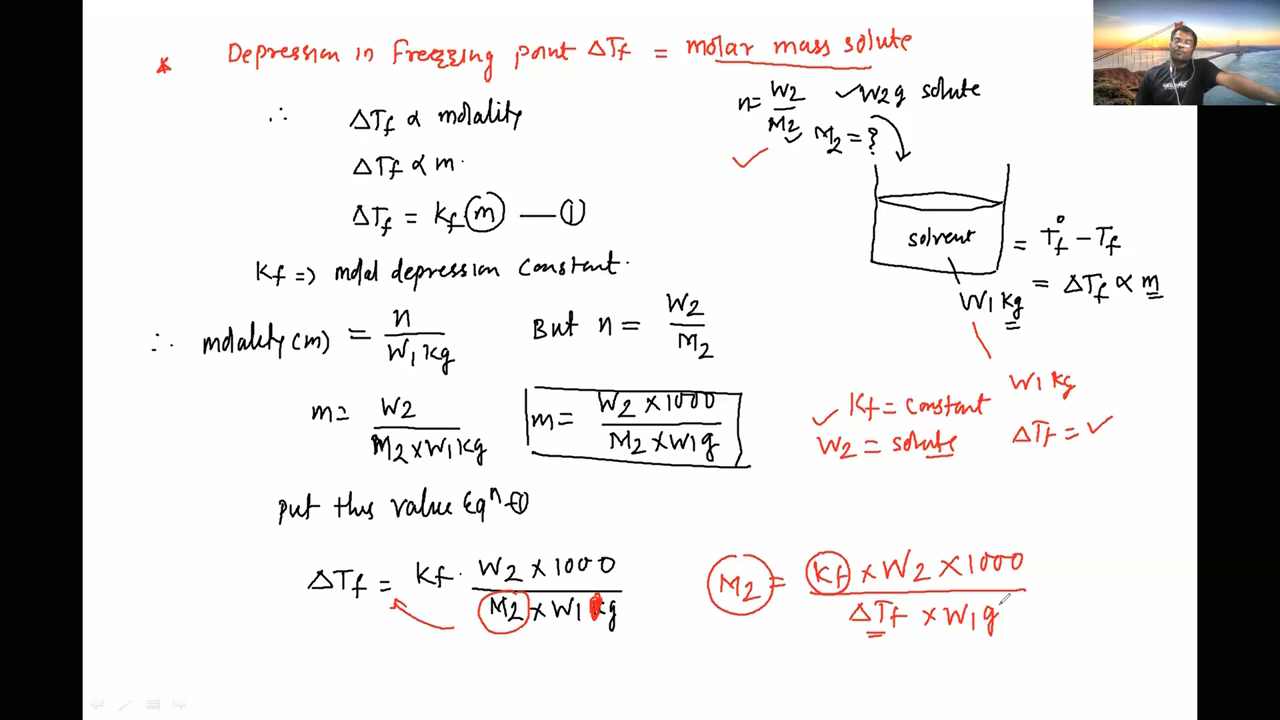 * Depression in Freezing point ΔTf = molar mass solute
∴ ΔTf ∝ molality
n = W2/M2 ✓W2g solute
M2 = ?
ΔTf ∝ m.
ΔTf = Kf (m) — ①
solvent = T°f – Tf
= ΔTf ∝ m
W1 kg
Kf => molal depression constant.
∴ molality (m) = n/W1 kg But n = W2/M2
W1 kg
✓ Kf = constant
ΔTf = ✓
W2 = solute
m = W2/M2 × W1 kg m = W2 × 1000/M2 × W1 g
put this value Eqn ①
ΔTf = Kf · W2 × 1000/M2 × W1 g
M2 = Kf × W2 × 1000/ΔTf × W1 g